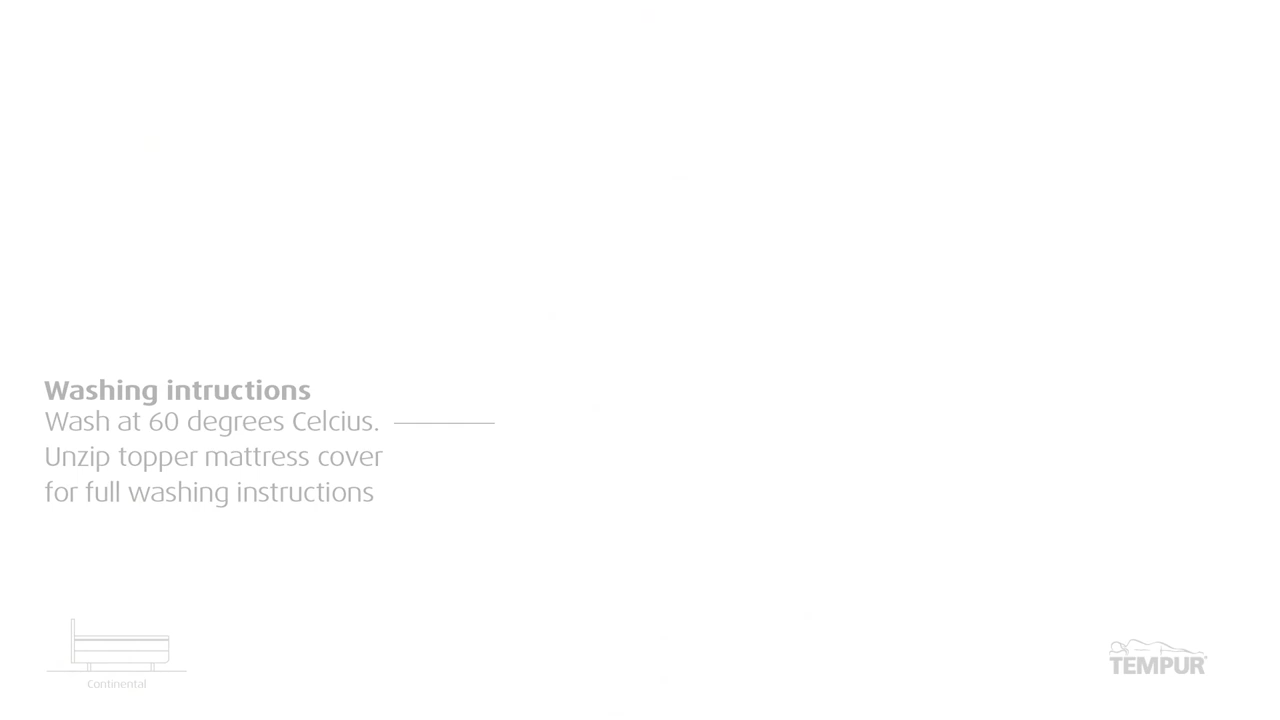 Washing intructions
Wash at 60 degrees Celcius.
Unzip topper mattress cover
for full washing instructions
Continental
TEMPUR